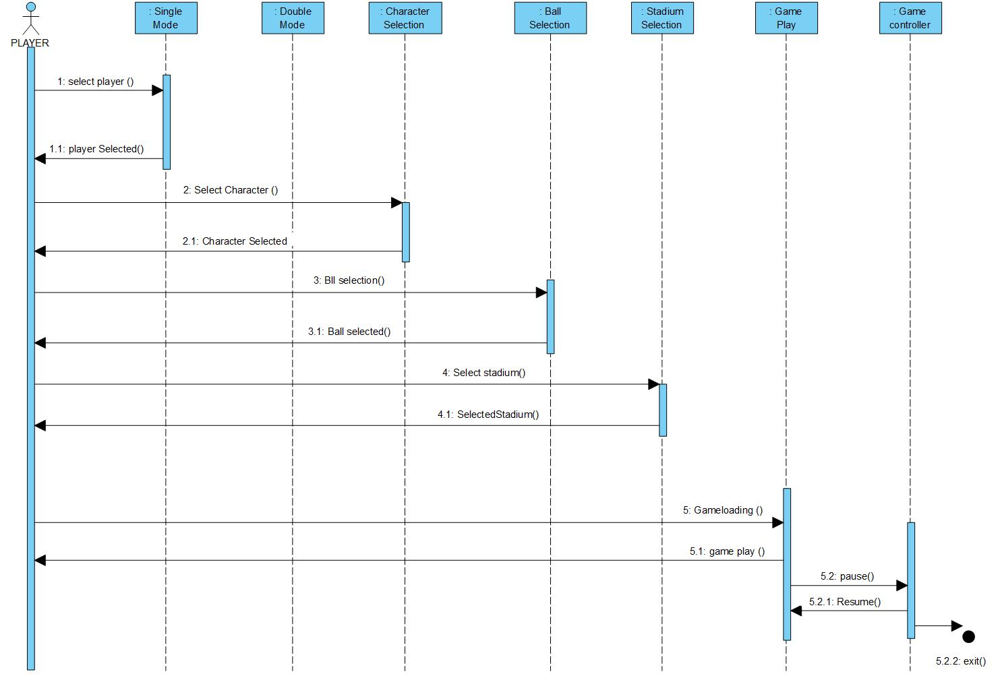 PLAYER
: Single
Mode
: Double
Mode
: Character
Selection
: Ball
Selection
: Stadium
Selection
: Game
Play
: Game
controller
1: select player ()
1.1: player Selected()
2: Select Character ()
2.1: Character Selected
3: Bll selection()
3.1: Ball selected()
4: Select stadium()
4.1: SelectedStadium()
5: Gameloading ()
5.1: game play ()
5.2: pause()
5.2.1: Resume()
5.2.2: exit()